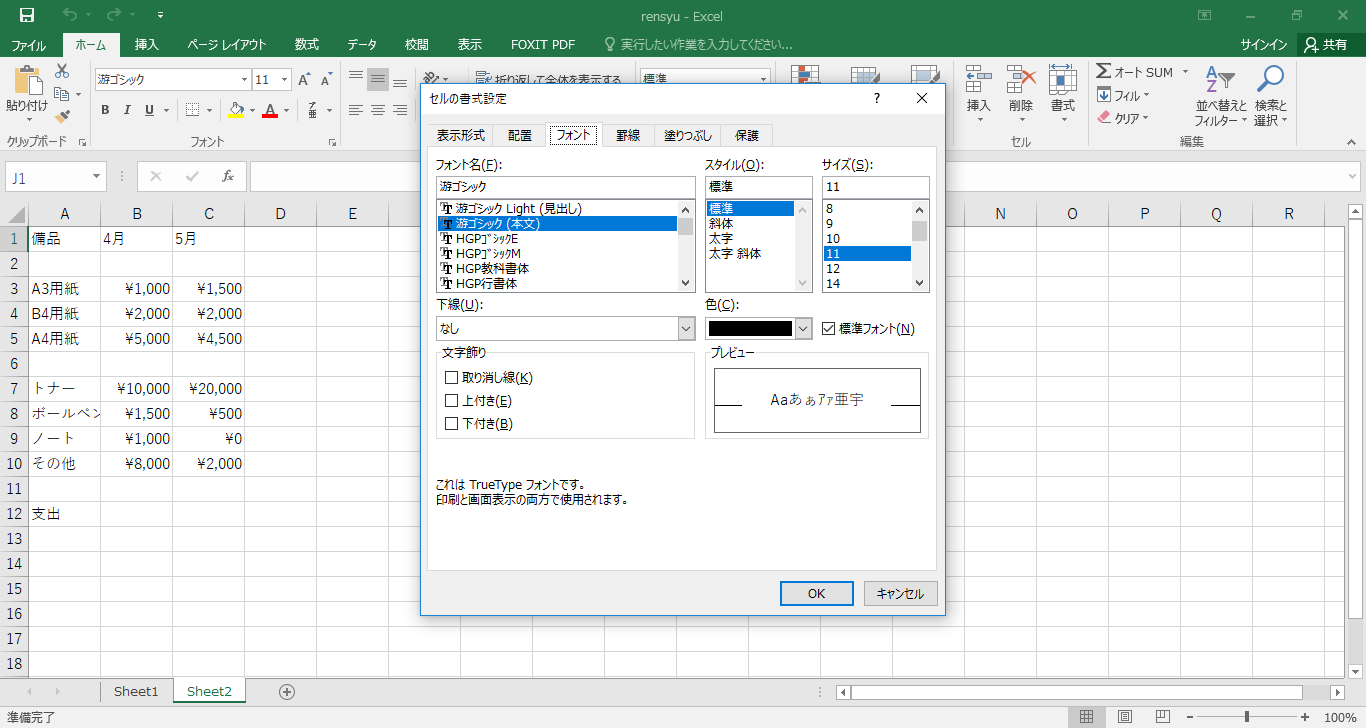 rensyu - Excel
ファイル ホーム 挿入 ページ レイアウト 数式 データ 校閲 表示 FOXIT PDF 実行したい作業を入力してください... サインイン 共有
貼り付け
クリップボード
游ゴシック 11
B I U
フォント
折り返して全体を表示する
標準
挿入 削除 書式
セル
オート SUM
フィル
クリア
並べ替えと フィルター
検索と 選択
編集
J1
fx
A B C D E N O P Q R
1 備品 4月 5月
2
3 A3用紙 ¥1,000 ¥1,500
4 B4用紙 ¥2,000 ¥2,000
5 A4用紙 ¥5,000 ¥4,500
6
7 トナー ¥10,000 ¥20,000
8 ボールペン ¥1,500 ¥500
9 ノート ¥1,000 ¥0
10 その他 ¥8,000 ¥2,000
11
12 支出
13
14
15
16
17
18
セルの書式設定 ?
表示形式 配置 フォント 罫線 塗りつぶし 保護
フォント名(F): スタイル(O): サイズ(S):
游ゴシック 標準 11
游ゴシック Light (見出し) 標準 8
游ゴシック (本文) 斜体 9
HGPｺﾞｼｯｸE 太字 10
HGPｺﾞｼｯｸM 太字 斜体 11
HGP教科書体 12
HGP行書体 14
下線(U): 色(C):
なし 標準フォント(N)
文字飾り プレビュー
取り消し線(K)
上付き(E)
下付き(B)
Aaあぁｱｧ亜宇
これは TrueType フォントです。
印刷と画面表示の両方で使用されます。
OK キャンセル
Sheet1 Sheet2
準備完了 100%